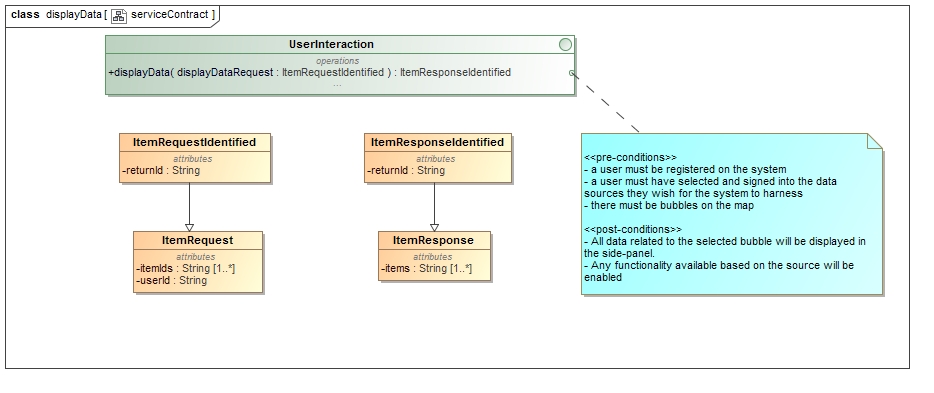 class displayData [ serviceContract ]
UserInteraction
operations
+displayData( displayDataRequest : ItemRequestIdentified ) : ItemResponseIdentified
...
ItemRequestIdentified
attributes
-returnId : String
ItemResponseIdentified
attributes
-returnId : String
ItemRequest
attributes
-itemIds : String [1..*]
-userId : String
ItemResponse
attributes
-items : String [1..*]
<<pre-conditions>>
- a user must be registered on the system
- a user must have selected and signed into the data
sources they wish for the system to harness
- there must be bubbles on the map
<<post-conditions>>
- All data related to the selected bubble will be displayed in
the side-panel.
- Any functionality available based on the source will be
enabled